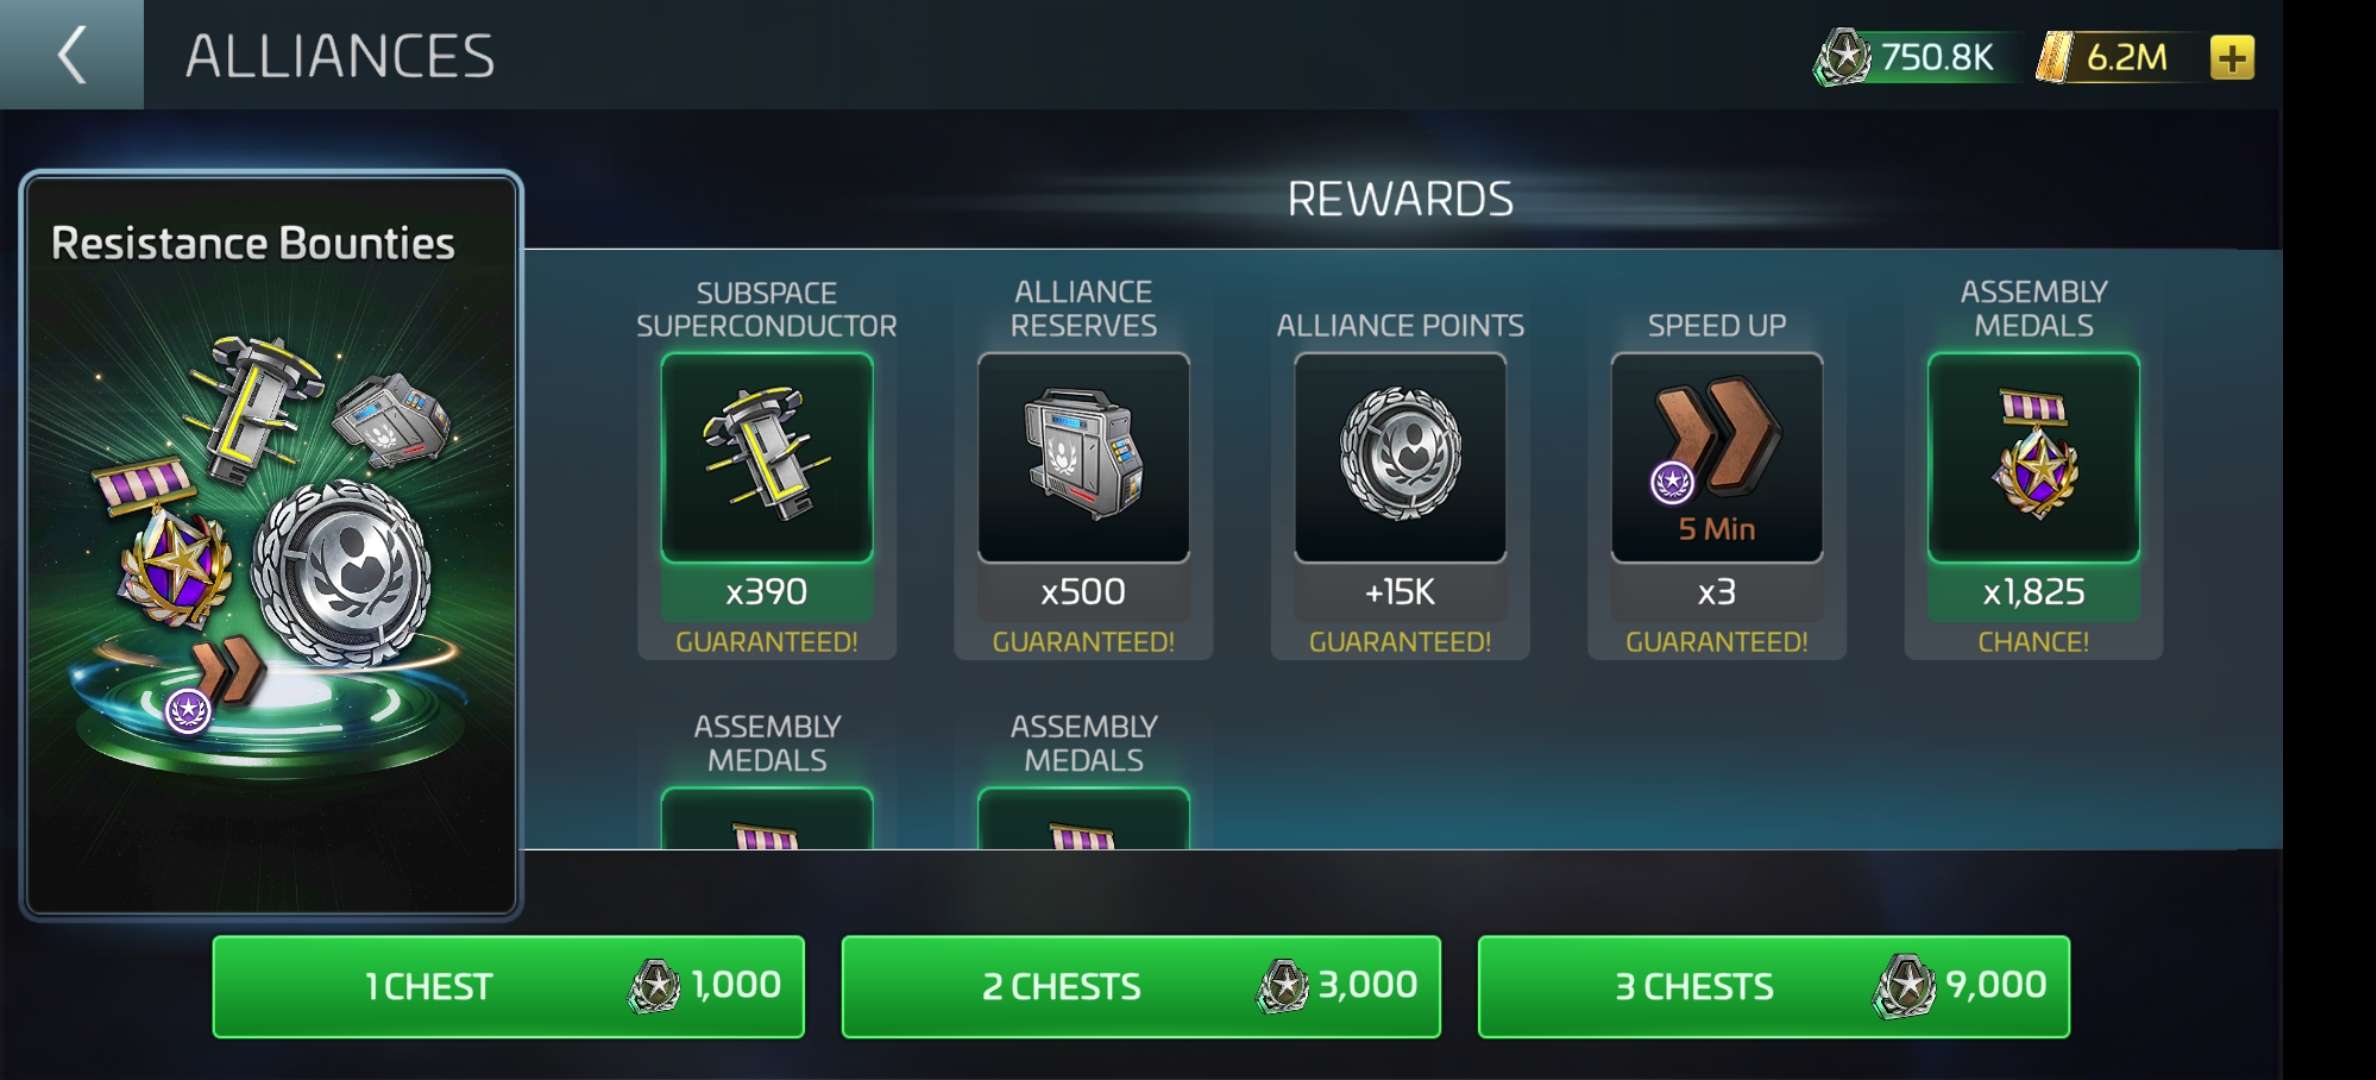 ALLIANCES
750.8K
6.2M
Resistance Bounties
REWARDS
SUBSPACE
SUPERCONDUCTOR
x390
GUARANTEED!
ALLIANCE
RESERVES
x500
GUARANTEED!
ALLIANCE POINTS
+15K
GUARANTEED!
SPEED UP
5 Min
x3
GUARANTEED!
ASSEMBLY
MEDALS
x1,825
CHANCE!
ASSEMBLY
MEDALS
ASSEMBLY
MEDALS
1 CHEST 1,000
2 CHESTS 3,000
3 CHESTS 9,000